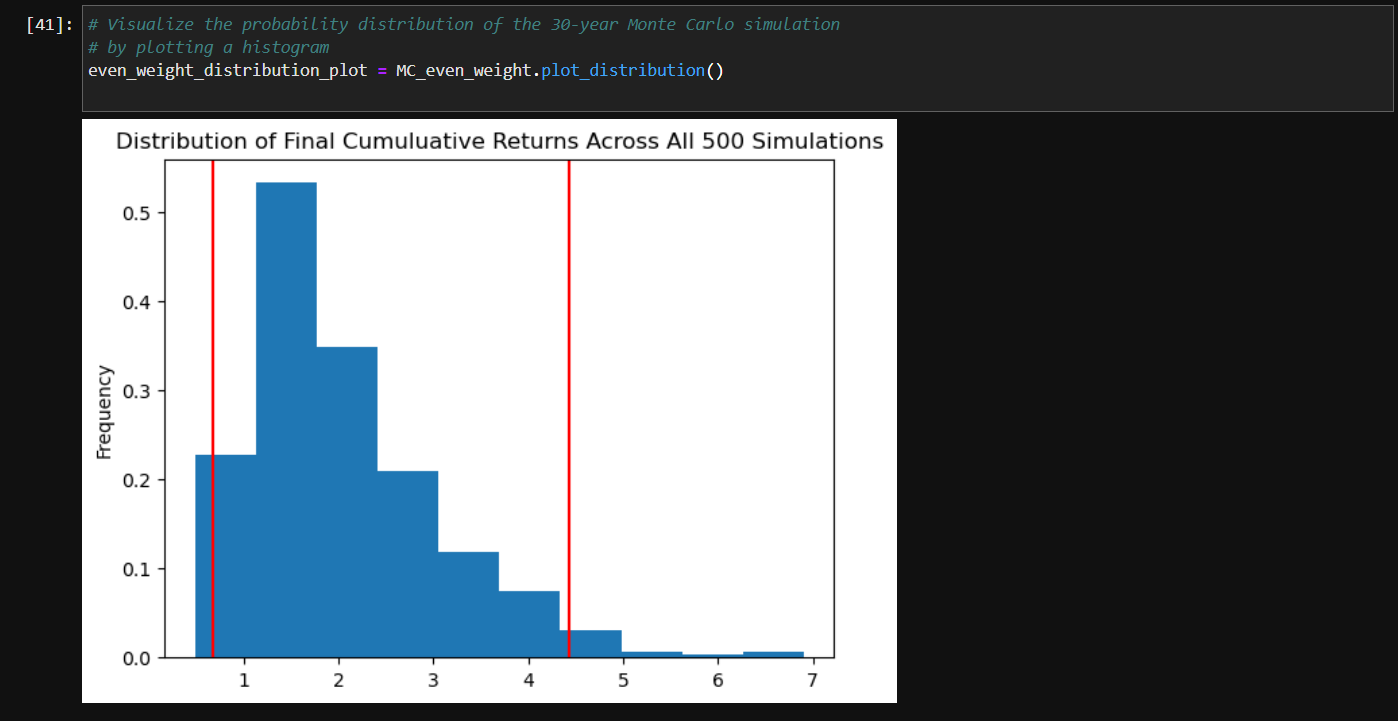 [41]: # Visualize the probability distribution of the 30-year Monte Carlo simulation
# by plotting a histogram
even_weight_distribution_plot = MC_even_weight.plot_distribution()
Distribution of Final Cumuluative Returns Across All 500 Simulations
Frequency
0.5
0.4
0.3
0.2
0.1
0.0
1 2 3 4 5 6 7